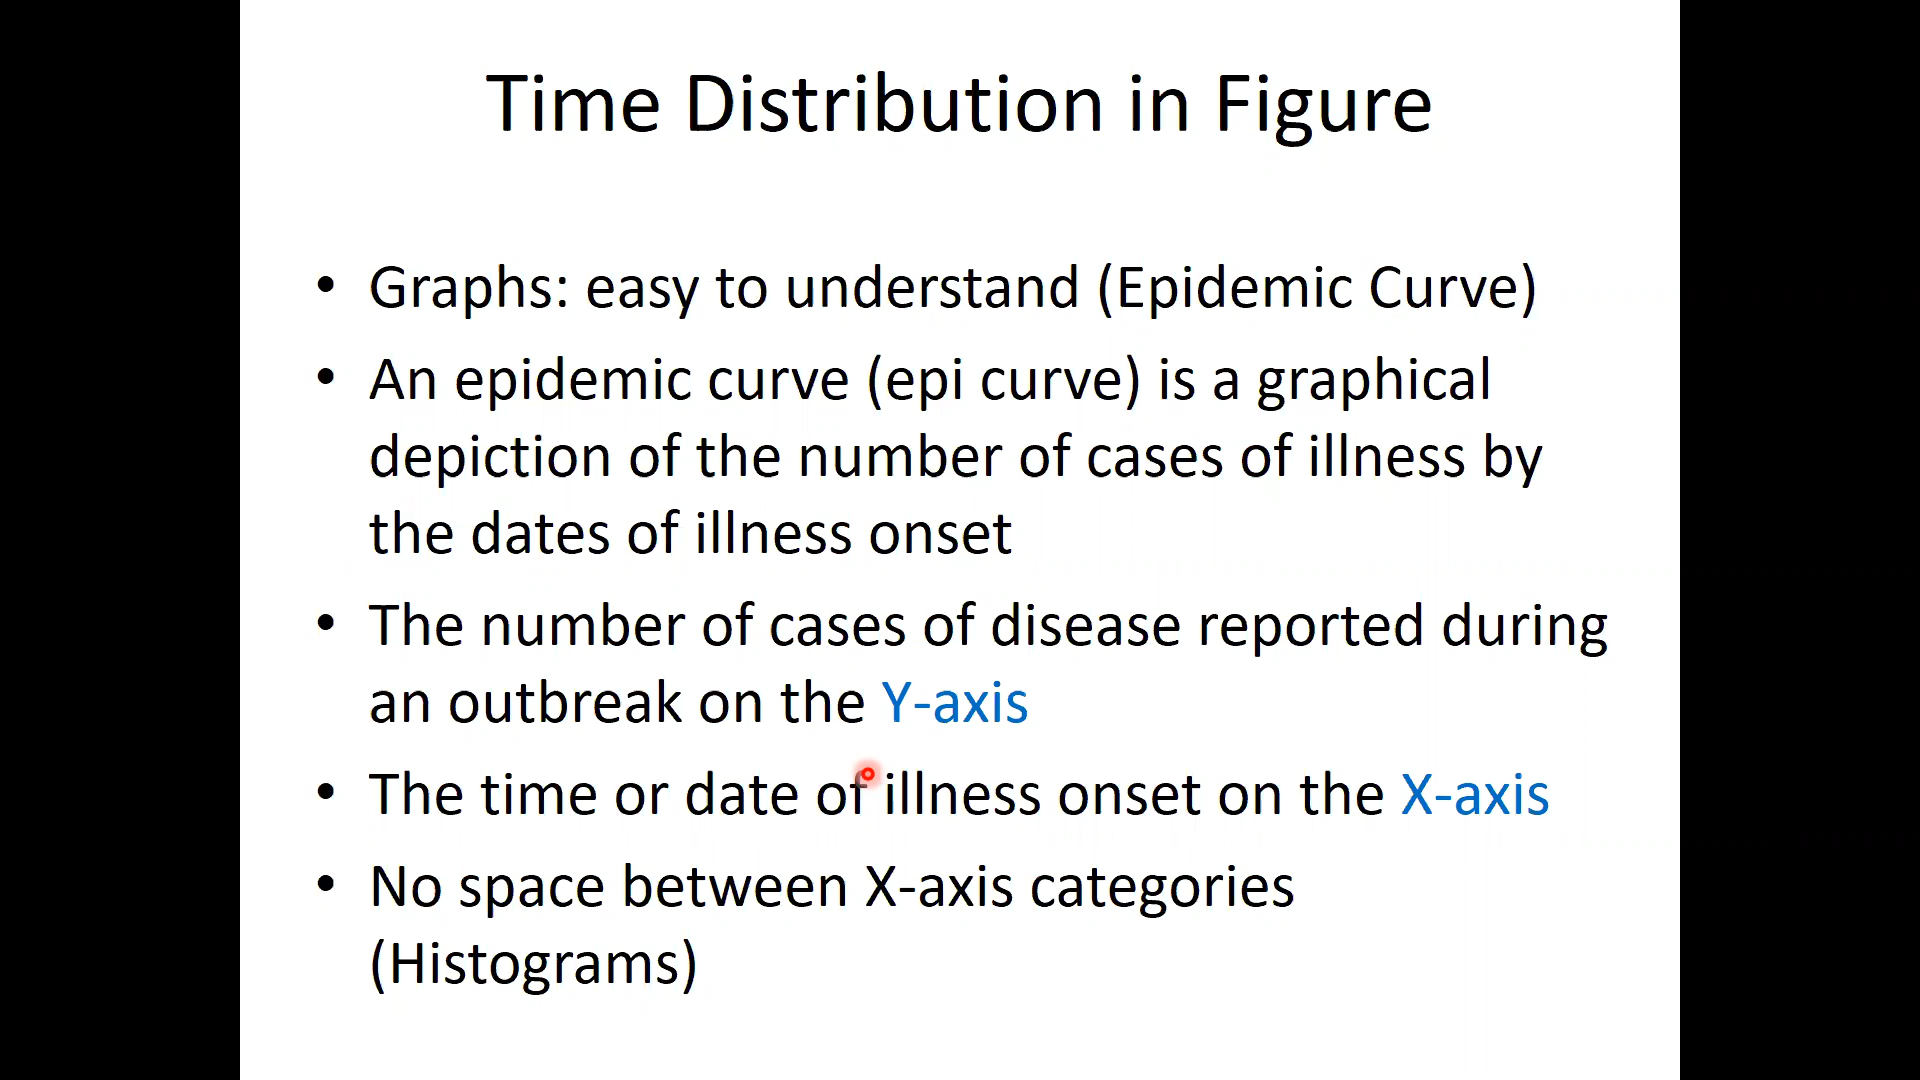 Time Distribution in Figure
• Graphs: easy to understand (Epidemic Curve)
• An epidemic curve (epi curve) is a graphical
depiction of the number of cases of illness by
the dates of illness onset
• The number of cases of disease reported during
an outbreak on the Y-axis
• The time or date of illness onset on the X-axis
• No space between X-axis categories
(Histograms)